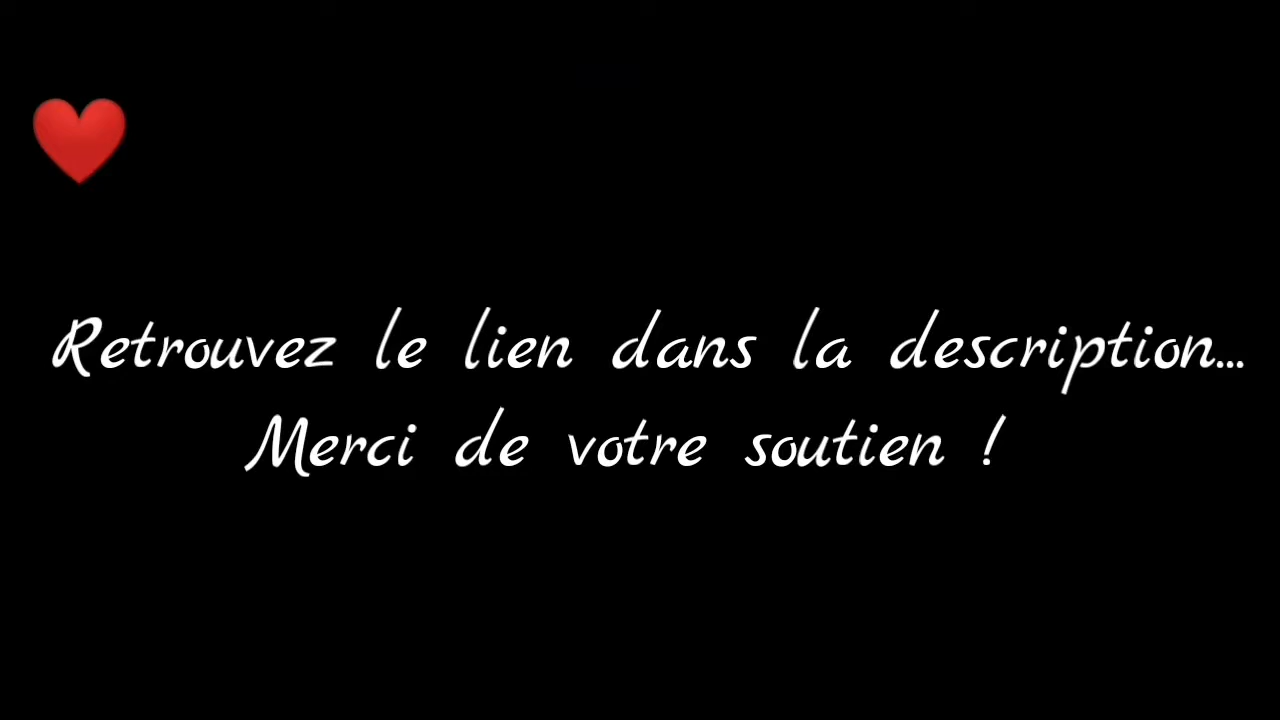 Retrouvez le lien dans la description...
Merci de votre soutien !